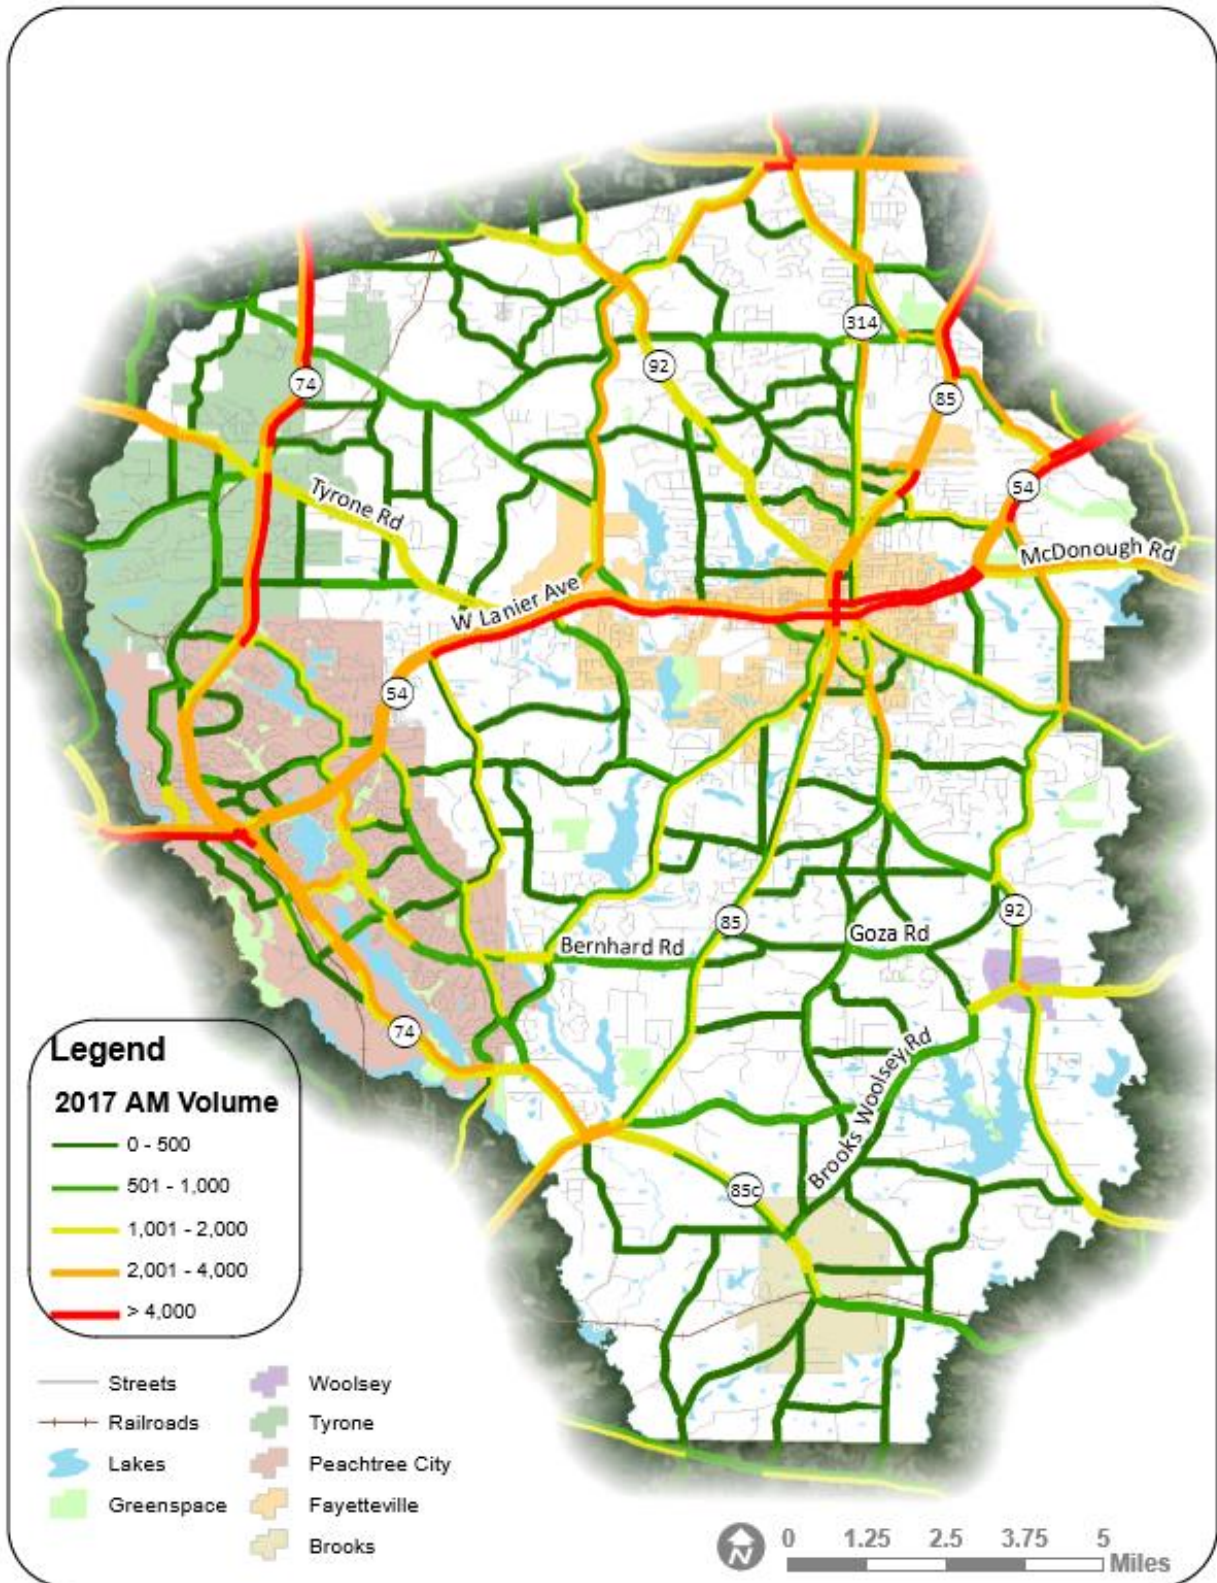 314
92
74
85
54
Tyrone Rd
McDonough Rd
W Lanier Ave
54
92
85
Goza Rd
Bernhard Rd
74
Brooks Woolsey Rd
85c
Legend
2017 AM Volume
0 - 500
501 - 1,000
1,001 - 2,000
2,001 - 4,000
> 4,000
Streets
Railroads
Lakes
Greenspace
Woolsey
Tyrone
Peachtree City
Fayetteville
Brooks
N
0 1.25 2.5 3.75 5
Miles